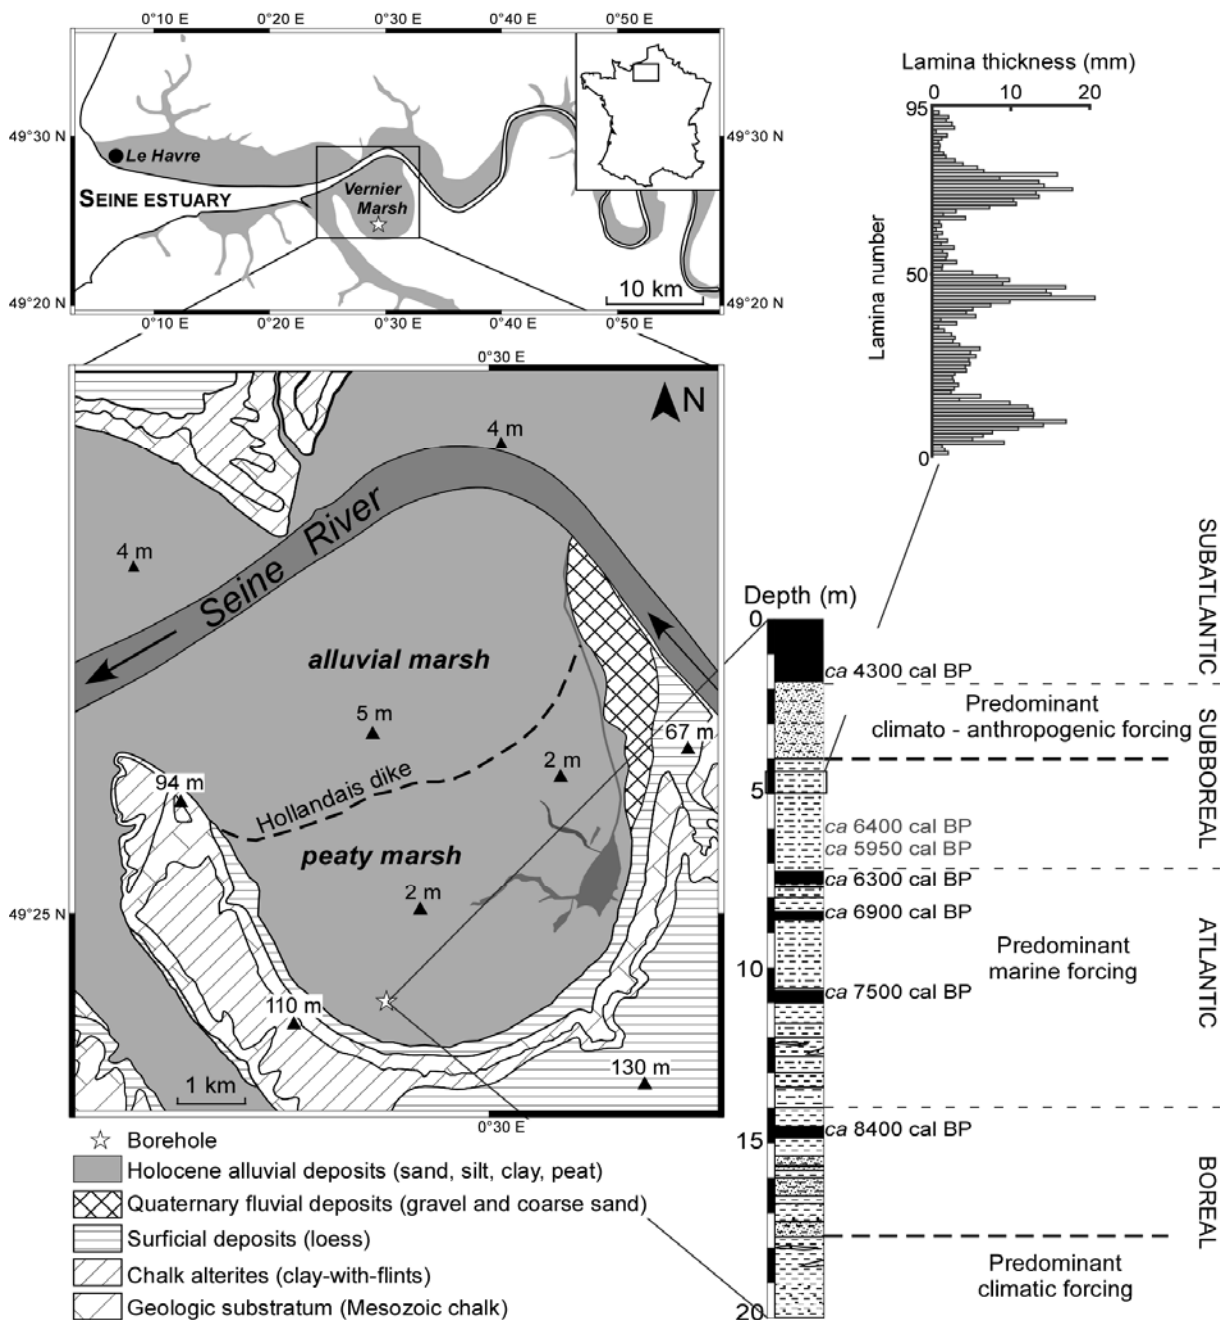 0°10' E
0°20' E
0°30' E
0°40' E
0°50' E
49°30' N
49°30' N
Le Havre
SEINE ESTUARY
Vernier
Marsh
10 km
49°20' N
49°20' N
0°10' E
0°20' E
0°30' E
0°40' E
0°50' E
Lamina thickness (mm)
0
10
20
95
50
0
Lamina number
0°30' E
N
4 m
4 m
Seine River
alluvial marsh
5 m
2 m
67 m
94 m
Hollandais dike
peaty marsh
2 m
49°25' N
110 m
130 m
1 km
0°30' E
Borehole
Holocene alluvial deposits (sand, silt, clay, peat)
Quaternary fluvial deposits (gravel and coarse sand)
Surficial deposits (loess)
Chalk alterites (clay-with-flints)
Geologic substratum (Mesozoic chalk)
Depth (m)
0
5
10
15
20
ca 4300 cal BP
ca 6400 cal BP
ca 5950 cal BP
ca 6300 cal BP
ca 6900 cal BP
ca 7500 cal BP
ca 8400 cal BP
Predominant
climato - anthropogenic forcing
Predominant
marine forcing
Predominant
climatic forcing
SUBATLANTIC
SUBBOREAL
ATLANTIC
BOREAL